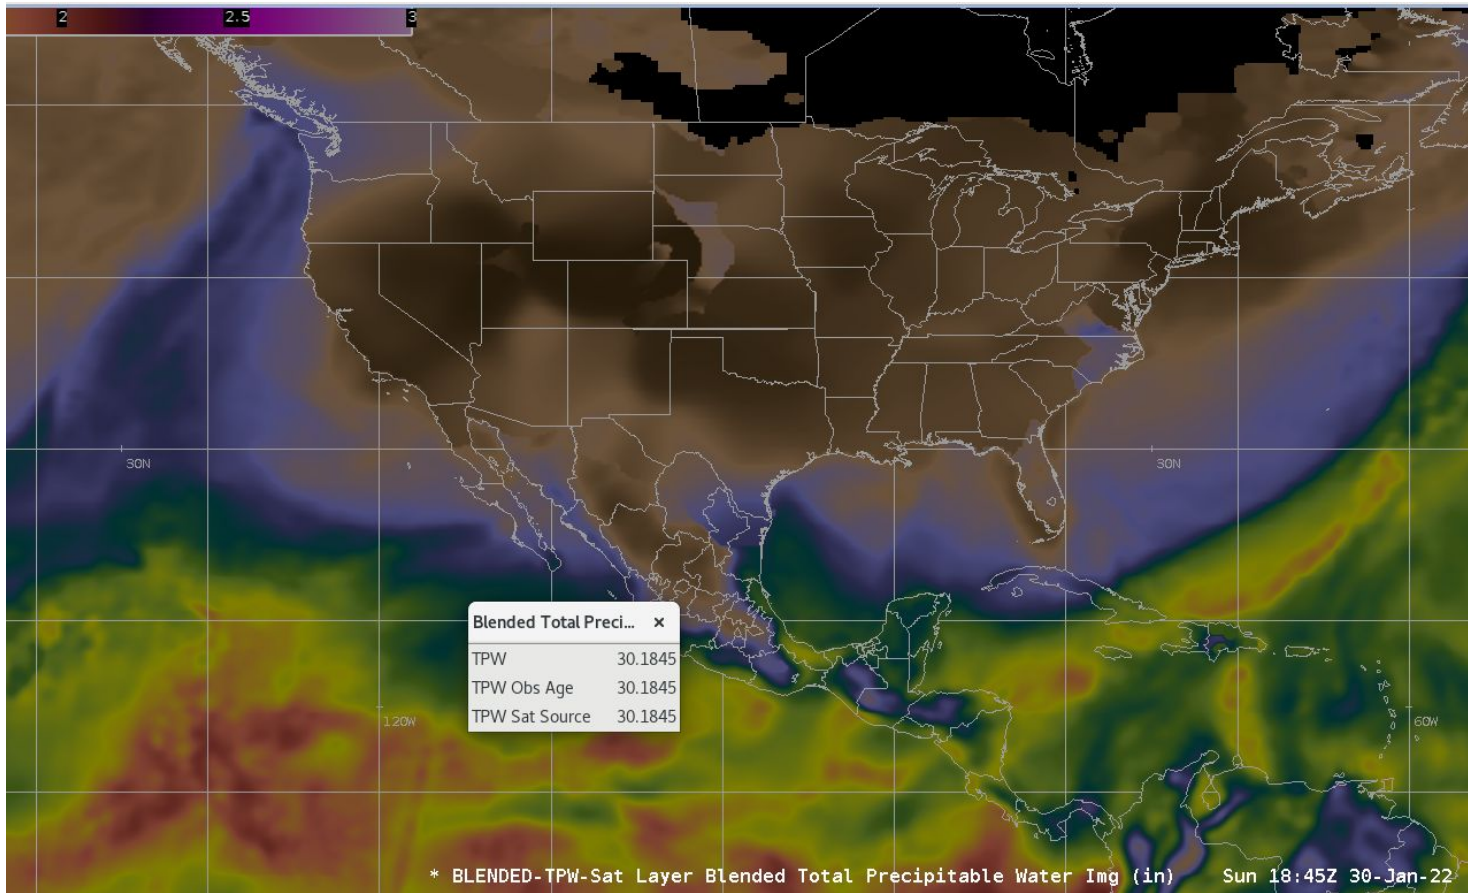 2 2.5 3
30N 30N
Blended Total Preci... ×
TPW 30.1845
TPW Obs Age 30.1845
TPW Sat Source 30.1845
120W 60W
* BLENDED-TPW-Sat Layer Blended Total Precipitable Water Img (in) Sun 18:45Z 30-Jan-22